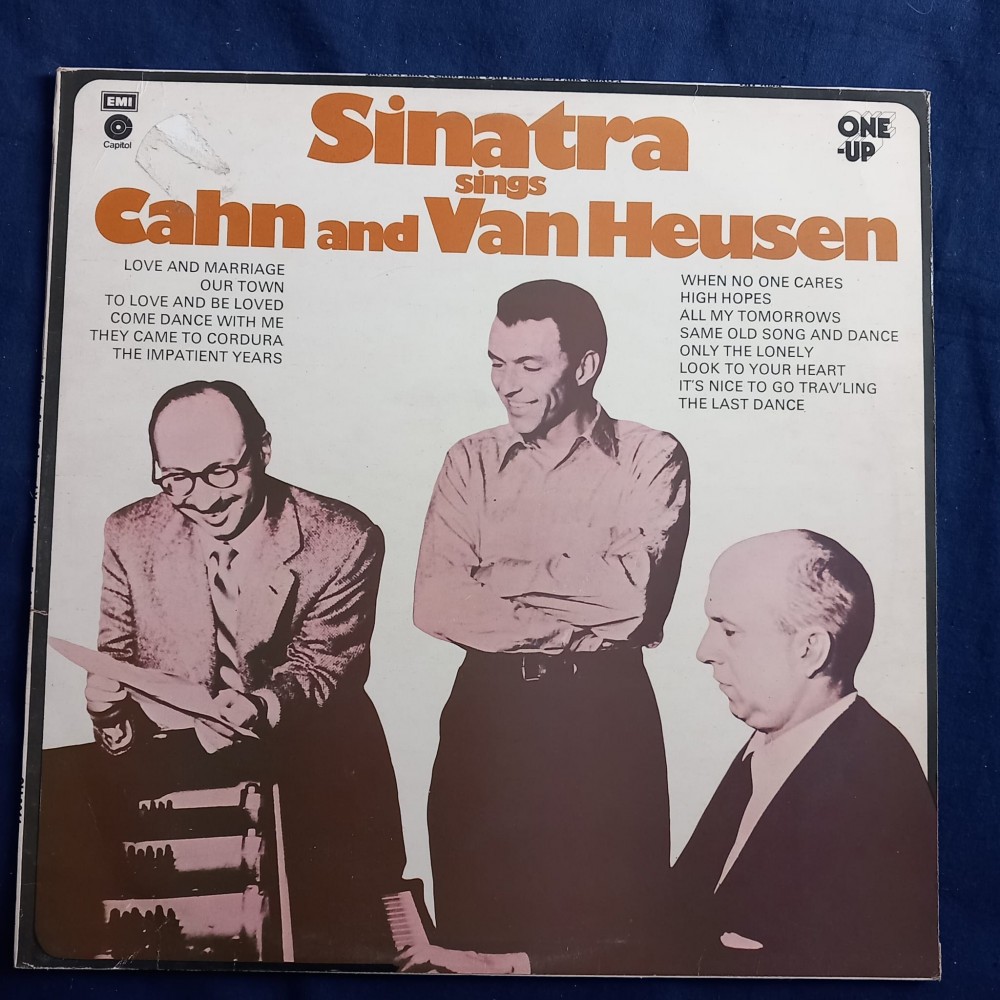 EMI
Capitol
ONE
-UP
Sinatra
sings
Cahn and Van Heusen
LOVE AND MARRIAGE
OUR TOWN
TO LOVE AND BE LOVED
COME DANCE WITH ME
THEY CAME TO CORDURA
THE IMPATIENT YEARS
WHEN NO ONE CARES
HIGH HOPES
ALL MY TOMORROWS
SAME OLD SONG AND DANCE
ONLY THE LONELY
LOOK TO YOUR HEART
IT'S NICE TO GO TRAV'LING
THE LAST DANCE